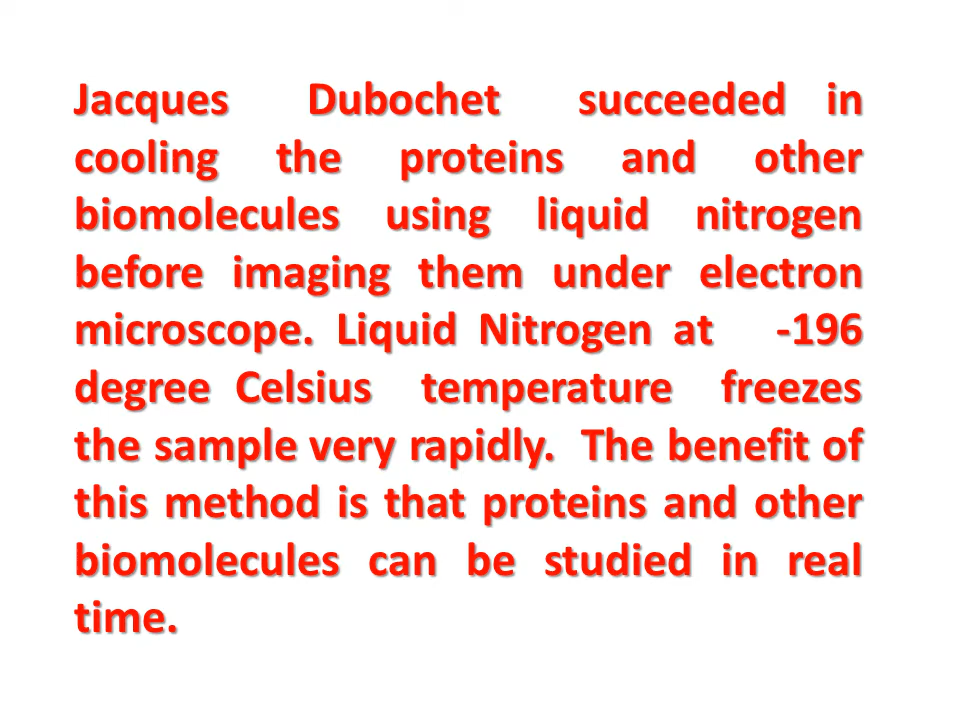 Jacques Dubochet succeeded in
cooling the proteins and other
biomolecules using liquid nitrogen
before imaging them under electron
microscope. Liquid Nitrogen at -196
degree Celsius temperature freezes
the sample very rapidly. The benefit of
this method is that proteins and other
biomolecules can be studied in real
time.